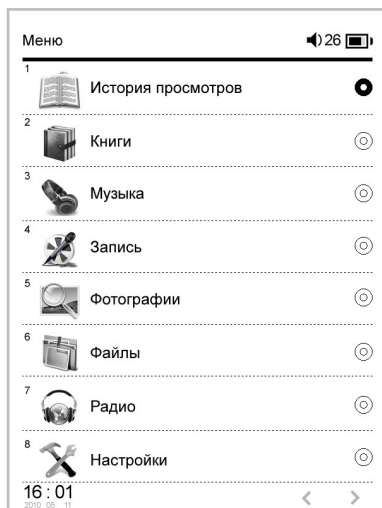 Меню 26
1 История просмотров
2 Книги
3 Музыка
4 Запись
5 Фотографии
6 Файлы
7 Радио
8 Настройки
16 : 01
2010 05 11